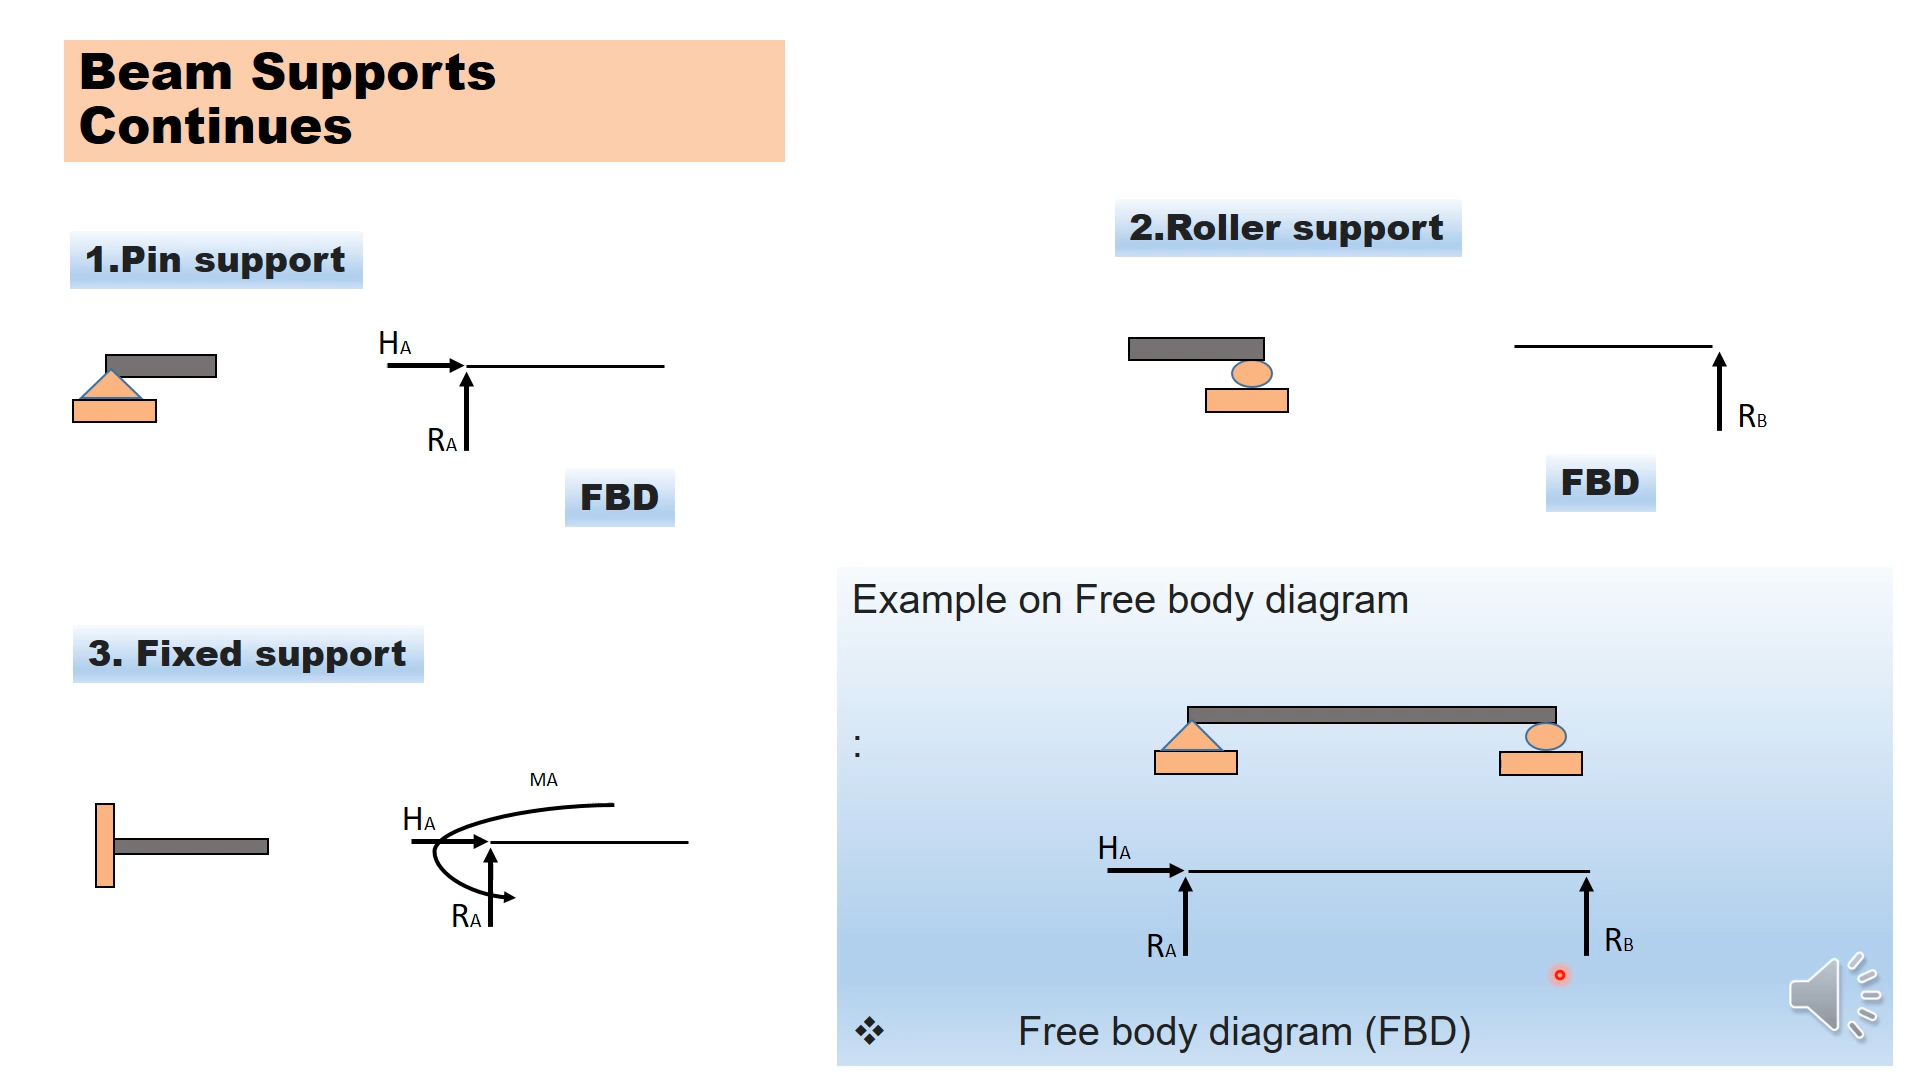 Beam Supports
Continues
1.Pin support
HA
RA
FBD
2.Roller support
RB
FBD
3. Fixed support
MA
HA
RA
Example on Free body diagram
:
HA
RA
RB
❖ Free body diagram (FBD)